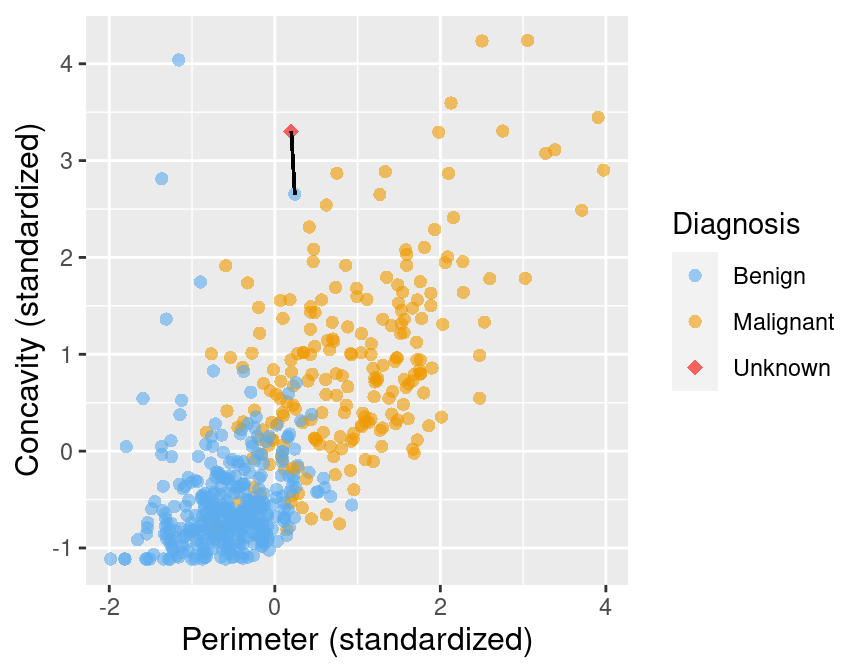 4
3
2
1
0
-1
-2
0
2
4
Perimeter (standardized)
Concavity (standardized)
Diagnosis
Benign
Malignant
Unknown